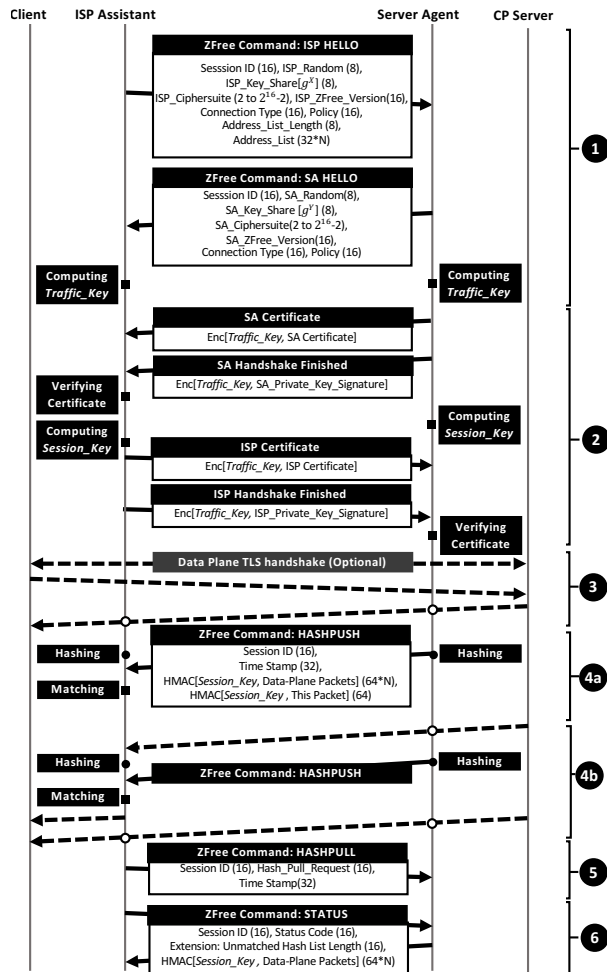 Client ISP Assistant Server Agent CP Server
ZFree Command: ISP HELLO
Sesssion ID (16), ISP_Random (8),
ISP_Key_Share[g^X] (8),
ISP_Ciphersuite (2 to 2^16-2), ISP_ZFree_Version(16),
Connection Type (16), Policy (16),
Address_List_Length (8),
Address_List (32*N)
1
ZFree Command: SA HELLO
Sesssion ID (16), SA_Random(8),
SA_Key_Share [g^Y] (8),
SA_Ciphersuite(2 to 2^16-2),
SA_ZFree_Version(16),
Connection Type (16), Policy (16)
Computing
Traffic_Key
Computing
Traffic_Key
SA Certificate
Enc[Traffic_Key, SA Certificate]
SA Handshake Finished
Enc[Traffic_Key, SA_Private_Key_Signature]
Verifying
Certificate
Computing
Session_Key
Computing
Session_Key
2
ISP Certificate
Enc[Traffic_Key, ISP Certificate]
ISP Handshake Finished
Enc[Traffic_Key, ISP_Private_Key_Signature]
Verifying
Certificate
Data Plane TLS handshake (Optional)
3
ZFree Command: HASHPUSH
Session ID (16),
Time Stamp (32),
HMAC[Session_Key, Data-Plane Packets] (64*N),
HMAC[Session_Key , This Packet] (64)
Hashing
Matching
Hashing
4a
Hashing
ZFree Command: HASHPUSH
Hashing
Matching
4b
ZFree Command: HASHPULL
Session ID (16), Hash_Pull_Request (16),
Time Stamp(32)
5
ZFree Command: STATUS
Session ID (16), Status Code (16),
Extension: Unmatched Hash List Length (16),
HMAC[Session_Key , Data-Plane Packets] (64*N)
6